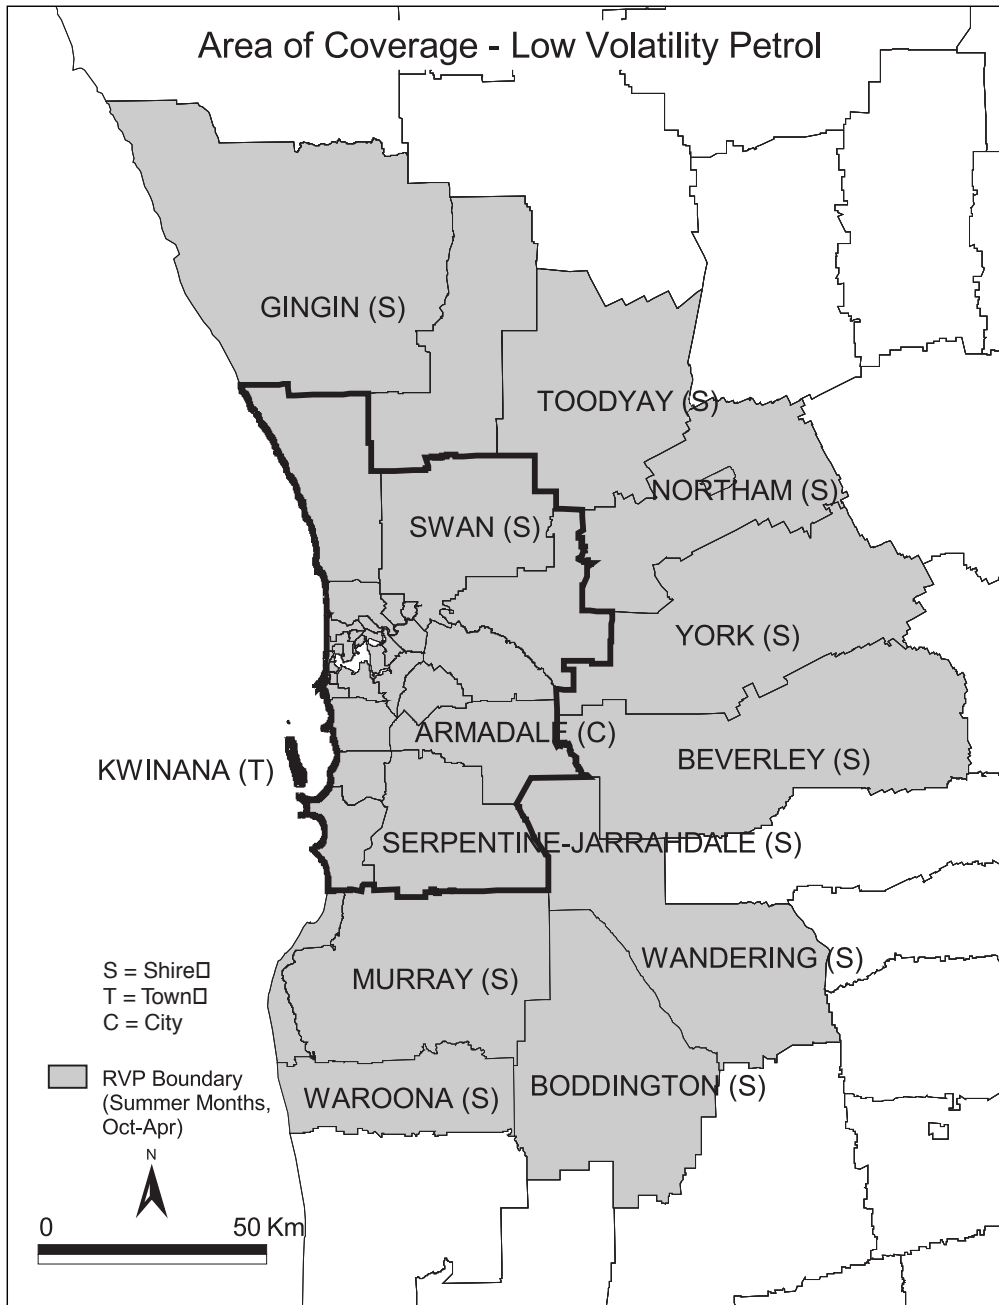 Area of Coverage - Low Volatility Petrol
GINGIN (S)
TOODYAY (S)
NORTHAM (S)
SWAN (S)
YORK (S)
ARMADALE (C)
BEVERLEY (S)
KWINANA (T)
SERPENTINE-JARRAHDALE (S)
WANDERING (S)
MURRAY (S)
S = Shire□
T = Town□
C = City
RVP Boundary
(Summer Months,
Oct-Apr)
BODDINGTON (S)
WAROONA (S)
N
0 50 Km